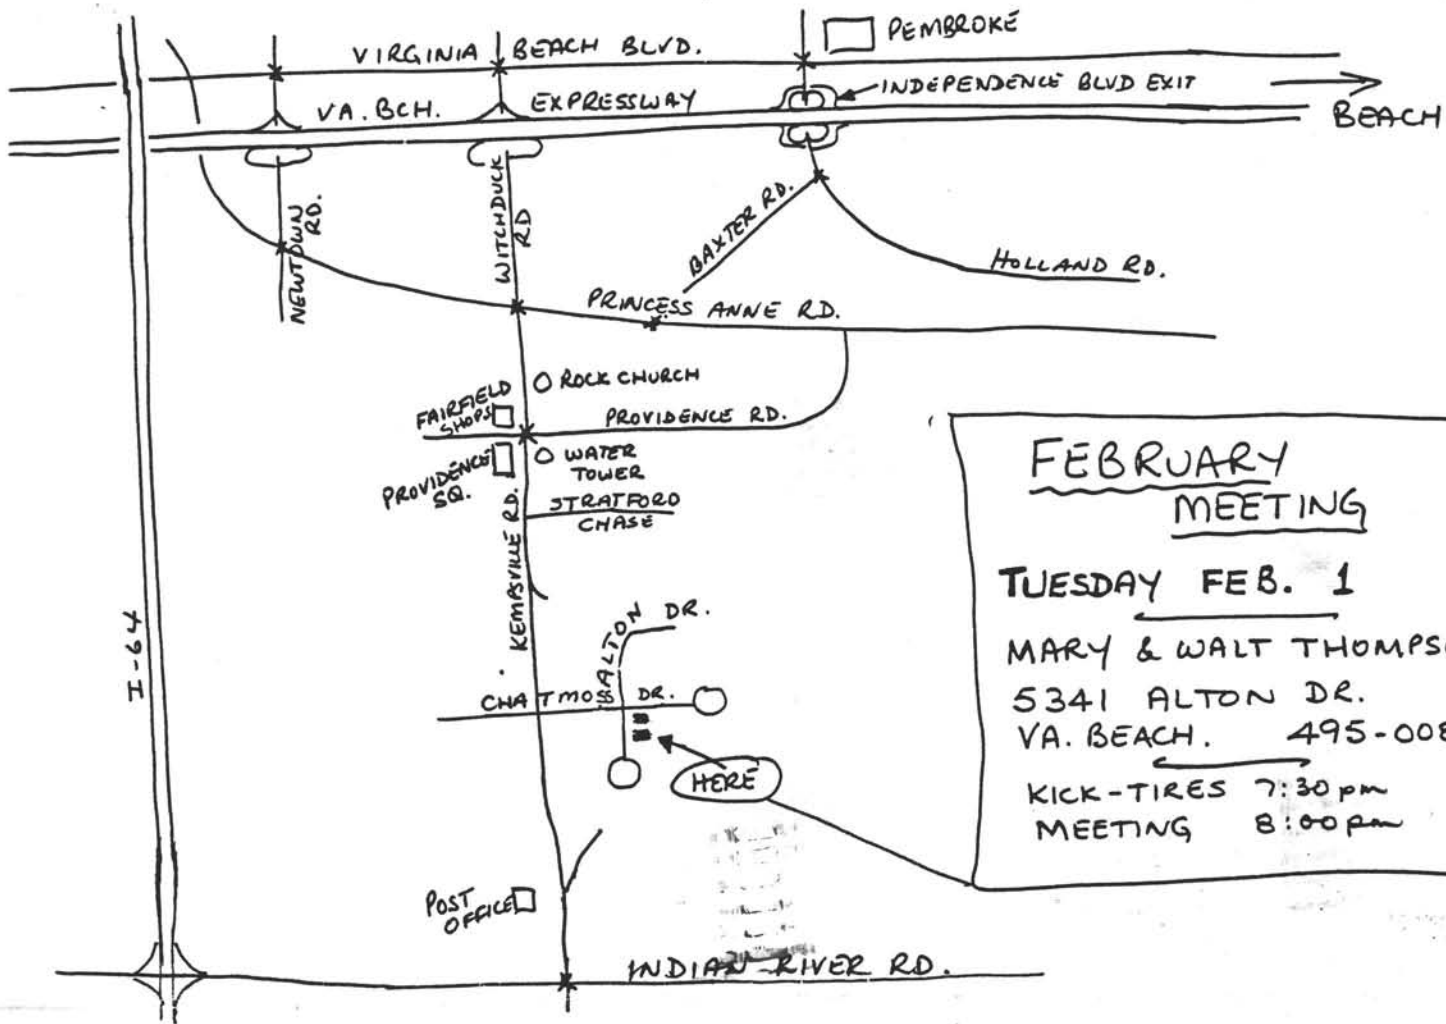 PEMBROKE
VIRGINIA BEACH BLVD.
INDEPENDENCE BLVD EXIT
VA. BCH. EXPRESSWAY
BEACH
NEWTOWN
RD.
WITCHDUCK
RD
BAXTER RD.
HOLLAND RD.
PRINCESS ANNE RD.
ROCK CHURCH
FAIRFIELD
SHOPS
PROVIDENCE RD.
PROVIDENCE
SQ.
WATER
TOWER
STRATFORD
CHASE
KEMPSVILLE RD.
I-64
ALTON DR.
CHATMOSS DR.
HERE
POST
OFFICE
INDIAN RIVER RD.
FEBRUARY
MEETING
TUESDAY FEB. 1
MARY & WALT
5341 ALTON DR.
VA. BEACH. 495-008
KICK-TIRES 7:30 pm
MEETING 8:00 pm